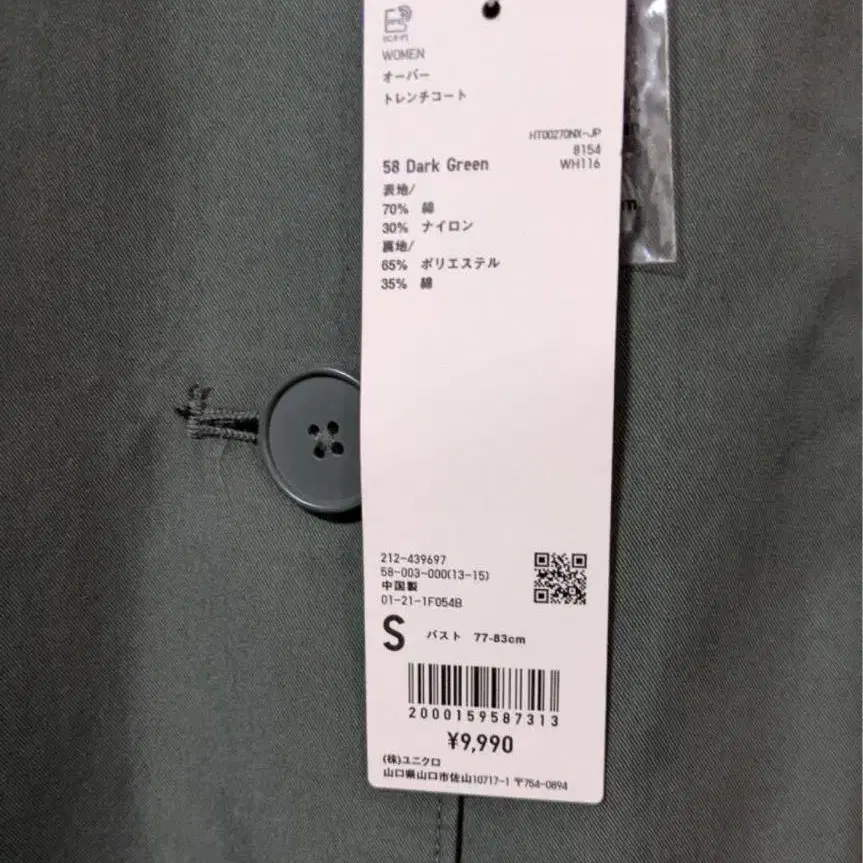 WOMEN
オーバー
トレンチコート
HT00270NX-JP
8154
58 Dark Green
WH116
表地/
70% 綿
30% ナイロン
裏地/
65% ポリエステル
35% 綿
212-439697
58-003-000(13-15)
中国製
01-21-1F054B
S バスト 77-83cm
2000159587313
¥9,990
(株)ユニクロ
山口県山口市佐山10717-1 〒754-0894